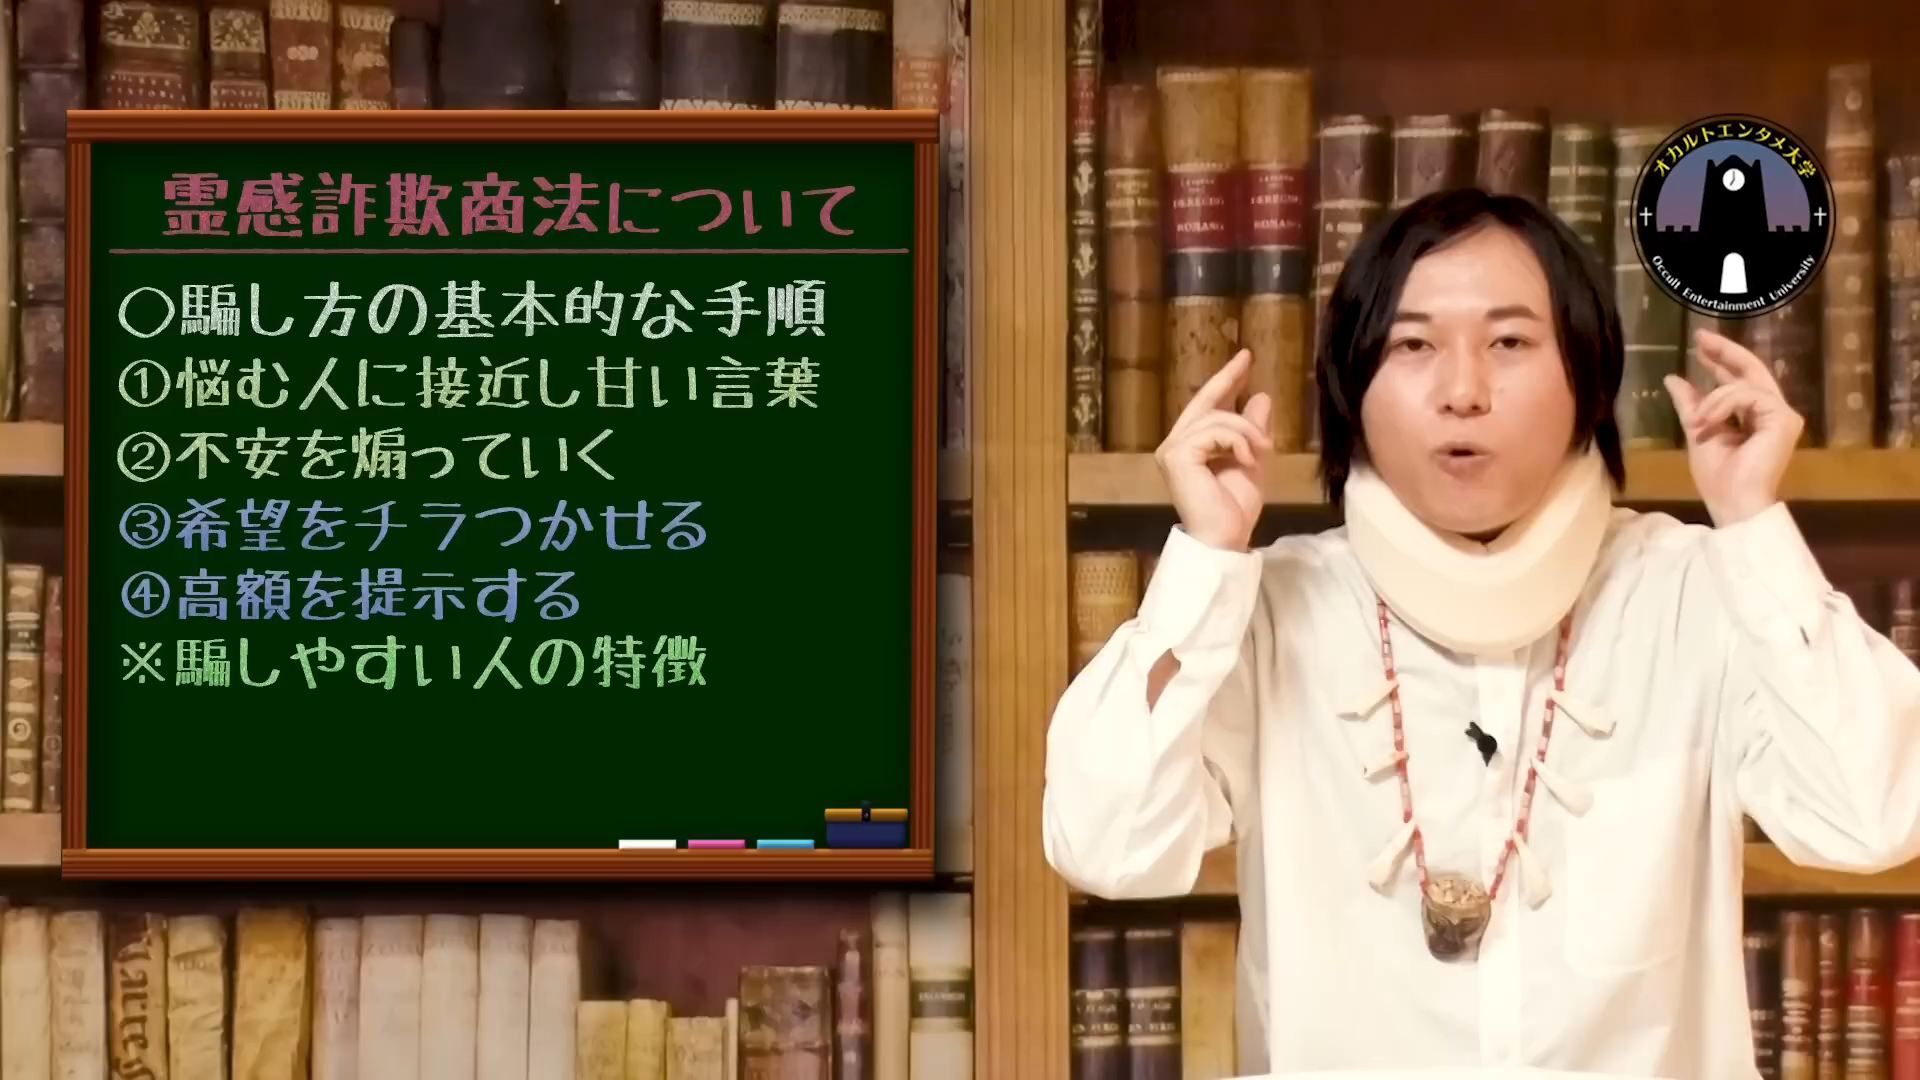 霊感詐欺商法について
○騙し方の基本的な手順
①悩む人に接近し甘い言葉
②不安を煽っていく
③希望をチラつかせる
④高額を提示する
※騙しやすい人の特徴
オカルトエンタメ大学
Occult Entertainment University